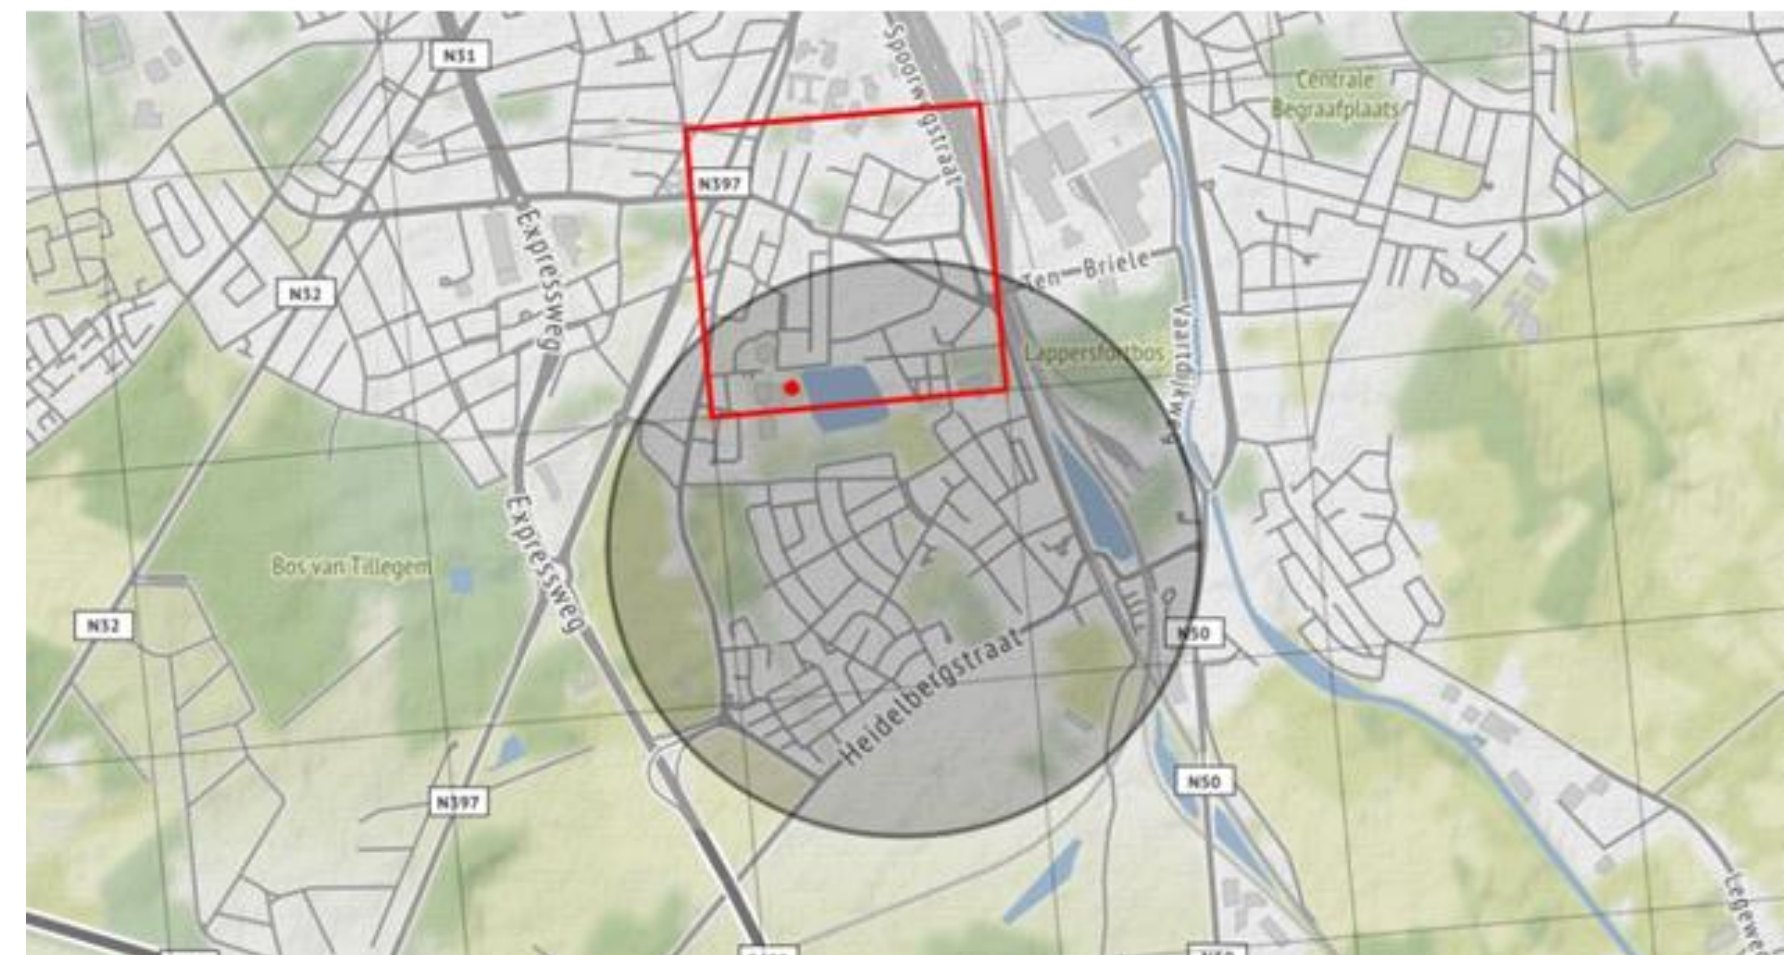 N31
Spoorwegstraat
Centrale
Begraafplaats
N397
Expressweg
Ten Briele
N32
Vaartdijkweg
Lappersfortbos
Expressweg
Bos van Tillegem
N32
N50
Heidelbergstraat
N50
N397
Legeweg